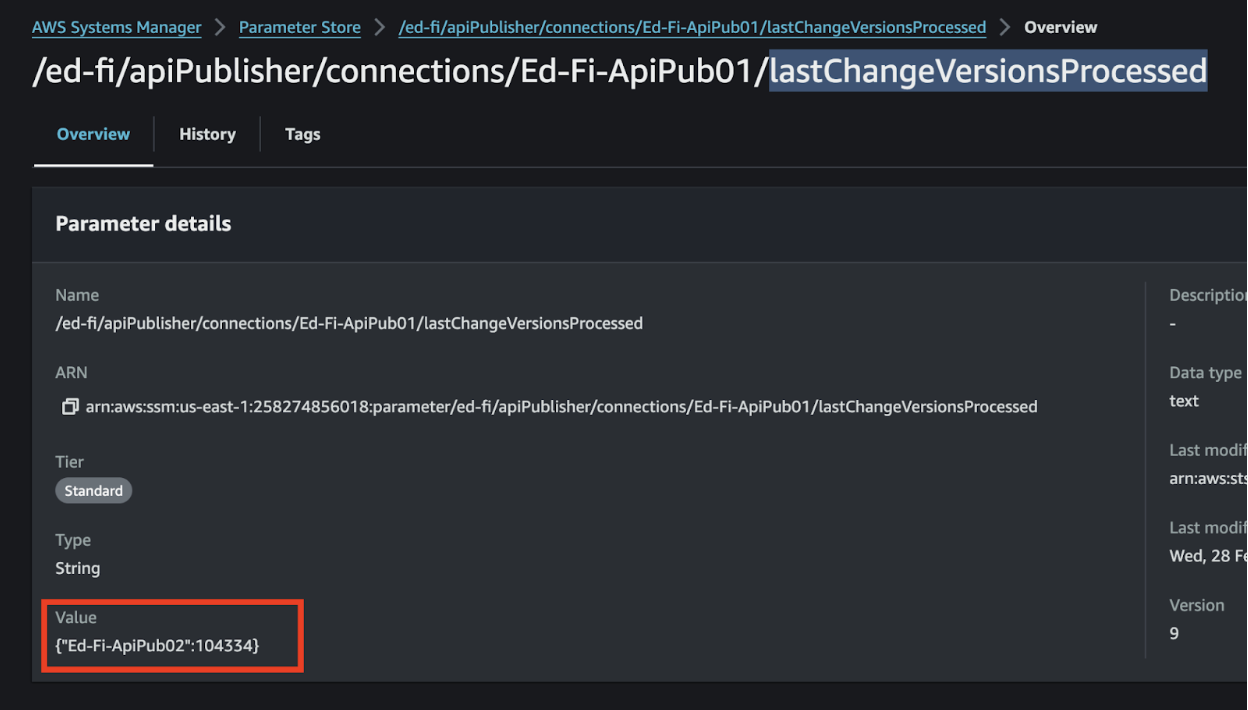 AWS Systems Manager > Parameter Store > /ed-fi/apiPublisher/connections/Ed-Fi-ApiPub01/lastChangeVersionsProcessed > Overview
/ed-fi/apiPublisher/connections/Ed-Fi-ApiPub01/lastChangeVersionsProcessed
Overview History Tags
Parameter details
Name
/ed-fi/apiPublisher/connections/Ed-Fi-ApiPub01/lastChangeVersionsProcessed
ARN
arn:aws:ssm:us-east-1:258274856018:parameter/ed-fi/apiPublisher/connections/Ed-Fi-ApiPub01/lastChangeVersionsProcessed
Tier
Standard
Type
String
Value
{"Ed-Fi-ApiPub02":104334}
Description
-
Data type
text
Last modif
arn:aws:sts
Last modif
Wed, 28 Fe
Version
9